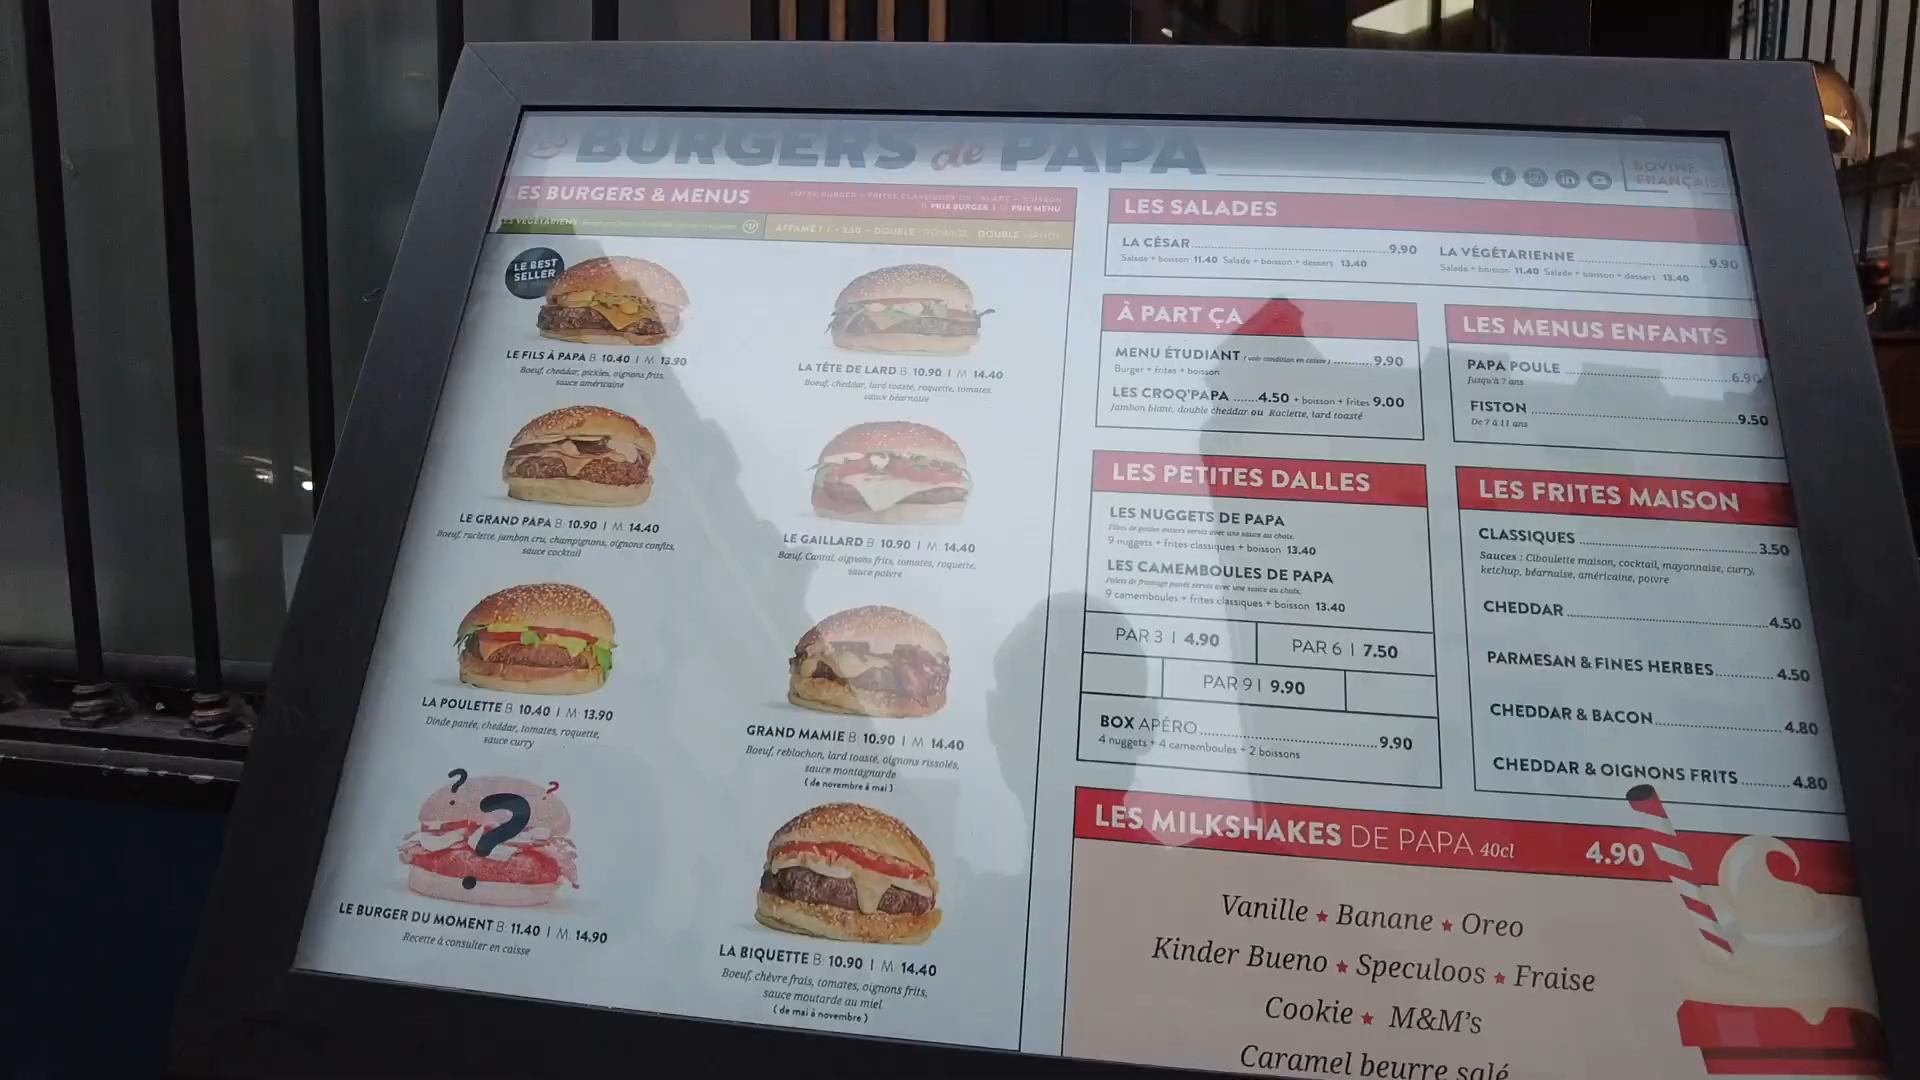 Les BURGERS de PAPA
BOVINE
FRANÇAISE
LES BURGERS & MENUS
VOTRE BURGER + FRITES CLASSIQUES OU SALADE + BOISSON
B: PRIX BURGER | M: PRIX MENU
LES VÉGÉTARIENS
AFFAMÉ ? + 3.50 = DOUBLE FROMAGE DOUBLE VIANDE
LE BEST
SELLER
LE FILS À PAPA B: 10.40 | M: 13.90
Boeuf, cheddar, pickles, oignons frits,
sauce américaine
LA TÊTE DE LARD B: 10.90 | M: 14.40
Boeuf, cheddar, lard toasté, roquette, tomates,
sauce béarnaise
LE GRAND PAPA B: 10.90 | M: 14.40
Boeuf, raclette, jambon cru, champignons, oignons confits,
sauce cocktail
LE GAILLARD B: 10.90 | M: 14.40
Bœuf, Cantal, oignons frits, tomates, roquette,
sauce poivre
LA POULETTE B: 10.40 | M: 13.90
Dinde panée, cheddar, tomates, roquette,
sauce curry
GRAND MAMIE B: 10.90 | M: 14.40
Boeuf, reblochon, lard toasté, oignons rissolés,
sauce montagnarde
( de novembre à mai )
? ? ?
LE BURGER DU MOMENT B: 11.40 | M: 14.90
Recette à consulter en caisse
LA BIQUETTE B: 10.90 | M: 14.40
Boeuf, chèvre frais, tomates, oignons frits,
sauce moutarde au miel
( de mai à novembre )
LES SALADES
LA CÉSAR 9.90
Salade + boisson 11.40 Salade + boisson + dessert 13.40
LA VÉGÉTARIENNE 9.90
Salade + boisson 11.40 Salade + boisson + dessert 13.40
À PART ÇA
MENU ÉTUDIANT ( voir condition en caisse ) 9.90
Burger + frites + boisson
LES CROQ'PAPA 4.50 + boisson + frites 9.00
Jambon blanc, double cheddar ou Raclette, lard toasté
LES MENUS ENFANTS
PAPA POULE 6.90
Jusqu'à 7 ans
FISTON 9.50
De 7 à 11 ans
LES PETITES DALLES
LES NUGGETS DE PAPA
Filets de poulet entiers servis avec une sauce au choix.
9 nuggets + frites classiques + boisson 13.40
LES CAMEMBOULES DE PAPA
Palets de fromage panés servis avec une sauce au choix.
9 camemboules + frites classiques + boisson 13.40
PAR 3 | 4.90
PAR 6 | 7.50
PAR 9 | 9.90
BOX APÉRO 9.90
4 nuggets + 4 camemboules + 2 boissons
LES FRITES MAISON
CLASSIQUES 3.50
Sauces : Ciboulette maison, cocktail, mayonnaise, curry,
ketchup, béarnaise, américaine, poivre
CHEDDAR 4.50
PARMESAN & FINES HERBES 4.50
CHEDDAR & BACON 4.80
CHEDDAR & OIGNONS FRITS 4.80
LES MILKSHAKES DE PAPA 40cl 4.90
Vanille ★ Banane ★ Oreo
Kinder Bueno ★ Speculoos ★ Fraise
Cookie ★ M&M's
Caramel beurre salé